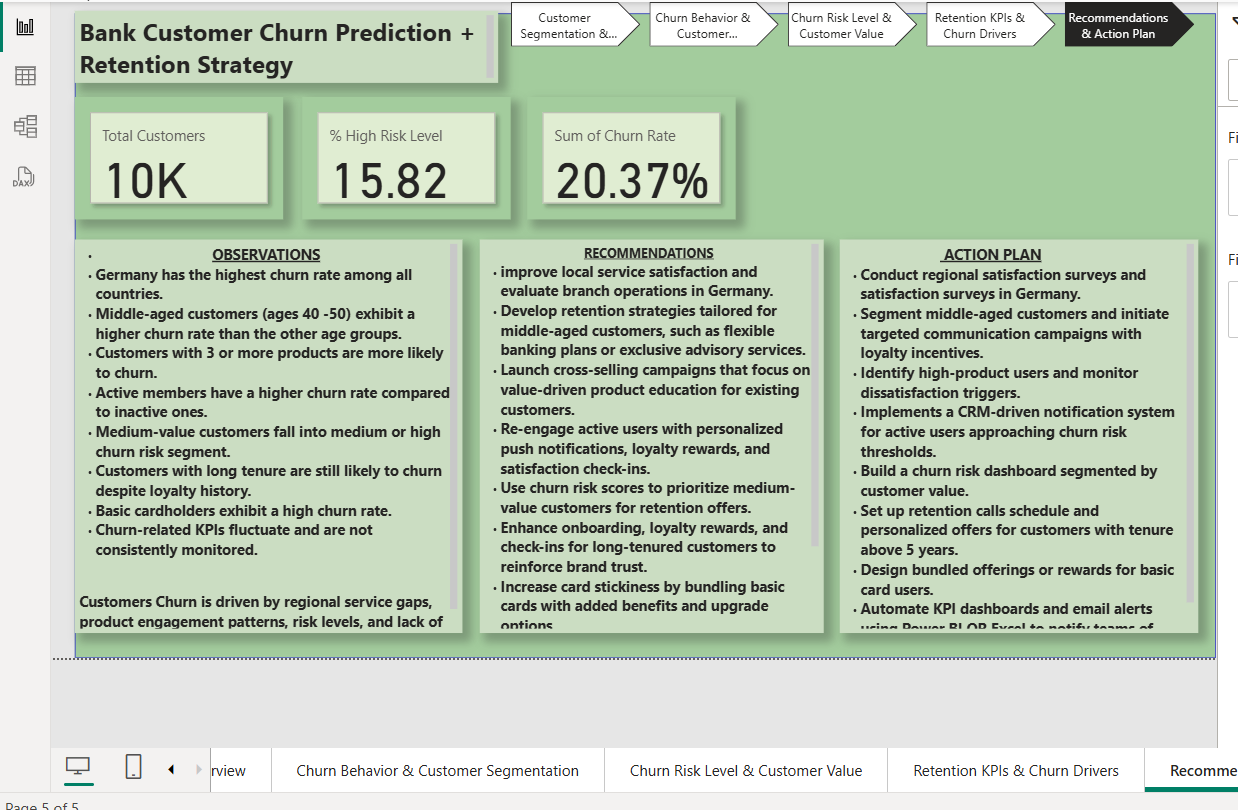 Bank Customer Churn Prediction +
Retention Strategy
Customer
Segmentation &...
Churn Behavior &
Customer...
Churn Risk Level &
Customer Value
Retention KPIs &
Churn Drivers
Recommendations
& Action Plan
Total Customers
10K
% High Risk Level
15.82
Sum of Churn Rate
20.37%
OBSERVATIONS
· Germany has the highest churn rate among all
countries.
· Middle-aged customers (ages 40 -50) exhibit a
higher churn rate than the other age groups.
· Customers with 3 or more products are more likely
to churn.
· Active members have a higher churn rate compared
to inactive ones.
· Medium-value customers fall into medium or high
churn risk segment.
· Customers with long tenure are still likely to churn
despite loyalty history.
· Basic cardholders exhibit a high churn rate.
· Churn-related KPIs fluctuate and are not
consistently monitored.
Customers Churn is driven by regional service gaps,
product engagement patterns, risk levels, and lack of
RECOMMENDATIONS
· improve local service satisfaction and
evaluate branch operations in Germany.
· Develop retention strategies tailored for
middle-aged customers, such as flexible
banking plans or exclusive advisory services.
· Launch cross-selling campaigns that focus on
value-driven product education for existing
customers.
· Re-engage active users with personalized
push notifications, loyalty rewards, and
satisfaction check-ins.
· Use churn risk scores to prioritize medium-
value customers for retention offers.
· Enhance onboarding, loyalty rewards, and
check-ins for long-tenured customers to
reinforce brand trust.
· Increase card stickiness by bundling basic
cards with added benefits and upgrade
options.
ACTION PLAN
· Conduct regional satisfaction surveys and
satisfaction surveys in Germany.
· Segment middle-aged customers and initiate
targeted communication campaigns with
loyalty incentives.
· Identify high-product users and monitor
dissatisfaction triggers.
· Implements a CRM-driven notification system
for active users approaching churn risk
thresholds.
· Build a churn risk dashboard segmented by
customer value.
· Set up retention calls schedule and
personalized offers for customers with tenure
above 5 years.
· Design bundled offerings or rewards for basic
card users.
· Automate KPI dashboards and email alerts
using Power BI OR Excel to notify teams of
DAX
Fi
Fi
rview
Churn Behavior & Customer Segmentation
Churn Risk Level & Customer Value
Retention KPIs & Churn Drivers
Recomme
Page 5 of 5